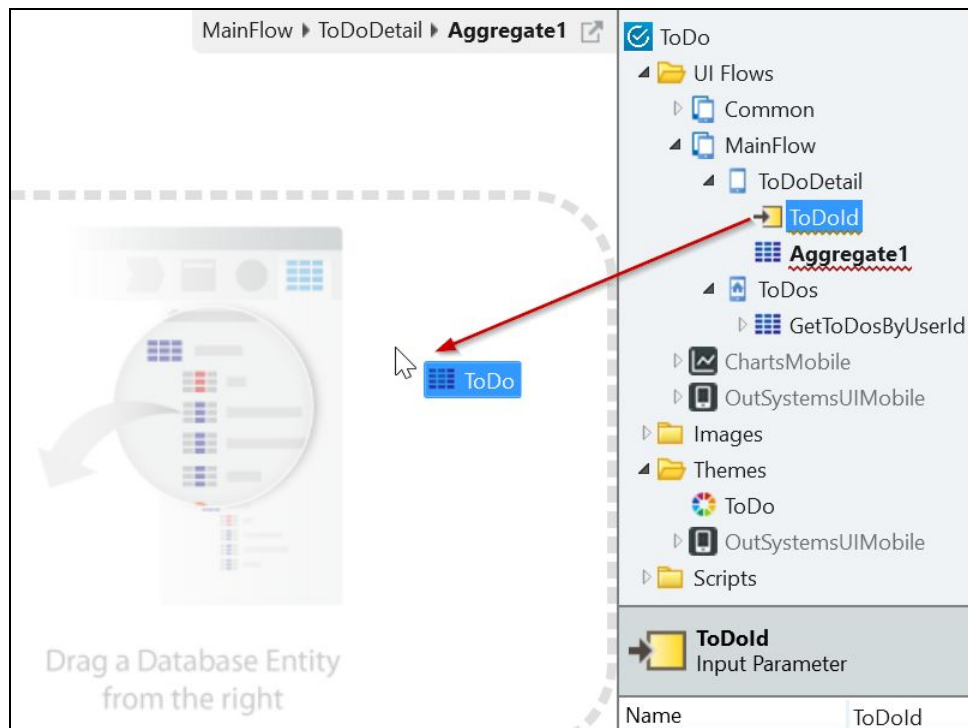 MainFlow ToDoDetail Aggregate1
ToDo
UI Flows
Common
MainFlow
ToDoDetail
ToDoId
Aggregate1
ToDos
GetToDosByUserId
ChartsMobile
OutSystemsUIMobile
Images
Themes
ToDo
OutSystemsUIMobile
Scripts
ToDo
Drag a Database Entity
from the right
ToDoId
Input Parameter
Name ToDoId